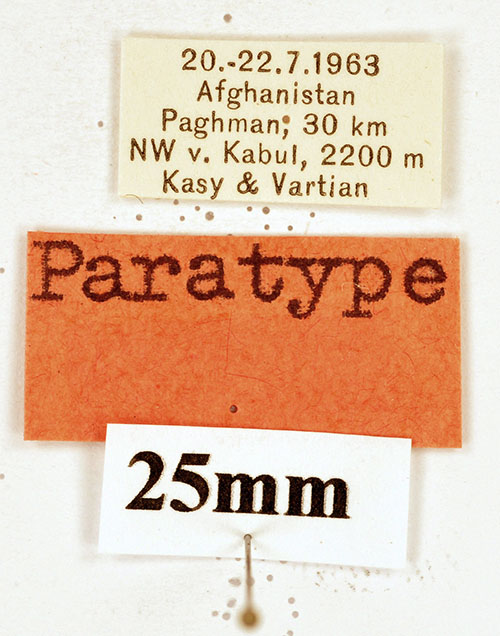 20.-22.7.1963
Afghanistan
Paghman, 30 km
NW v. Kabul, 2200 m
Kasy & Vartian
Paratype
25mm